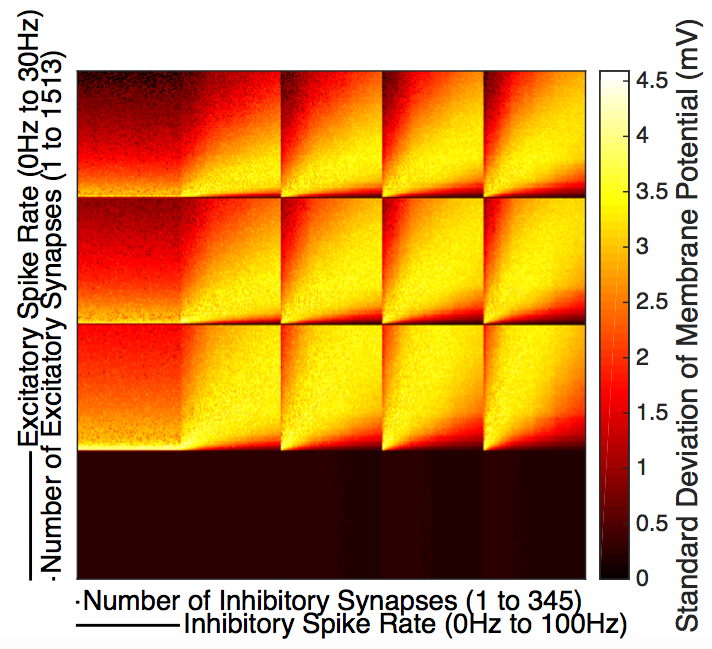 Excitatory Spike Rate (0Hz to 30Hz)
·Number of Excitatory Synapses (1 to 1513)
4.5
4
3.5
3
2.5
2
1.5
1
0.5
0
Standard Deviation of Membrane Potential (mV)
·Number of Inhibitory Synapses (1 to 345)
Inhibitory Spike Rate (0Hz to 100Hz)